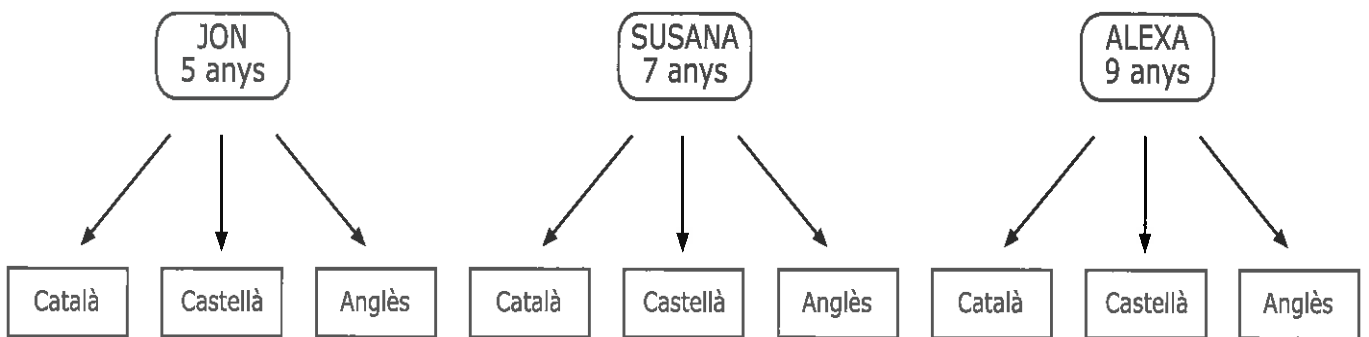 JON
5 anys
SUSANA
7 anys
ALEXA
9 anys
Català
Castellà
Anglès
Català
Castellà
Anglès
Català
Castellà
Anglès